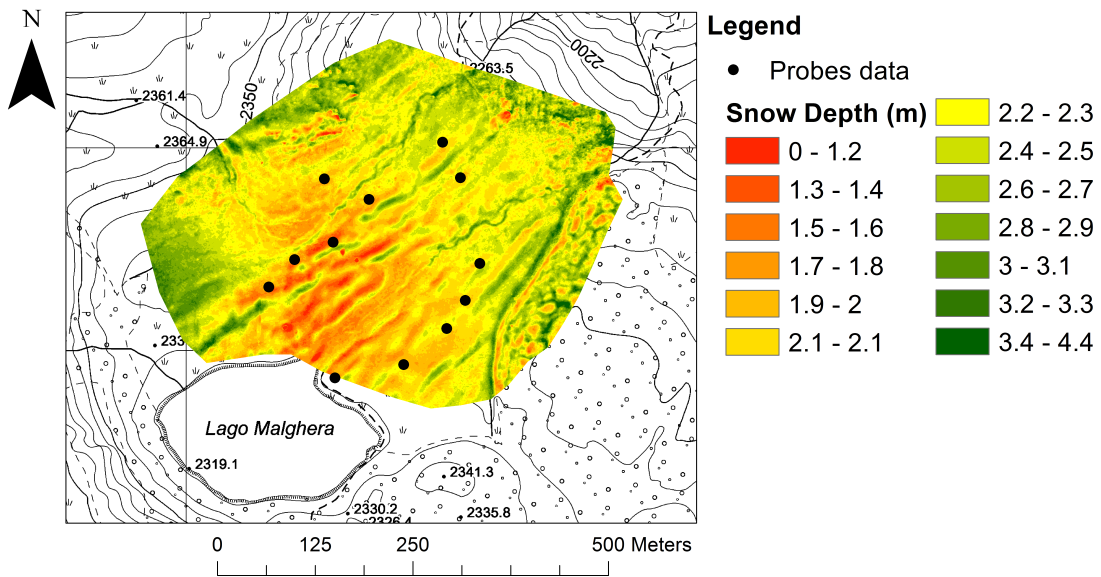 N
Legend
Probes data
Snow Depth (m)
0 - 1.2
1.3 - 1.4
1.5 - 1.6
1.7 - 1.8
1.9 - 2
2.1 - 2.1
2.2 - 2.3
2.4 - 2.5
2.6 - 2.7
2.8 - 2.9
3 - 3.1
3.2 - 3.3
3.4 - 4.4
2263.5
2200
2361.4
2350
2364.9
233
Lago Malghera
2319.1
2341.3
2330.2
2326.4
2335.8
0 125 250 500 Meters